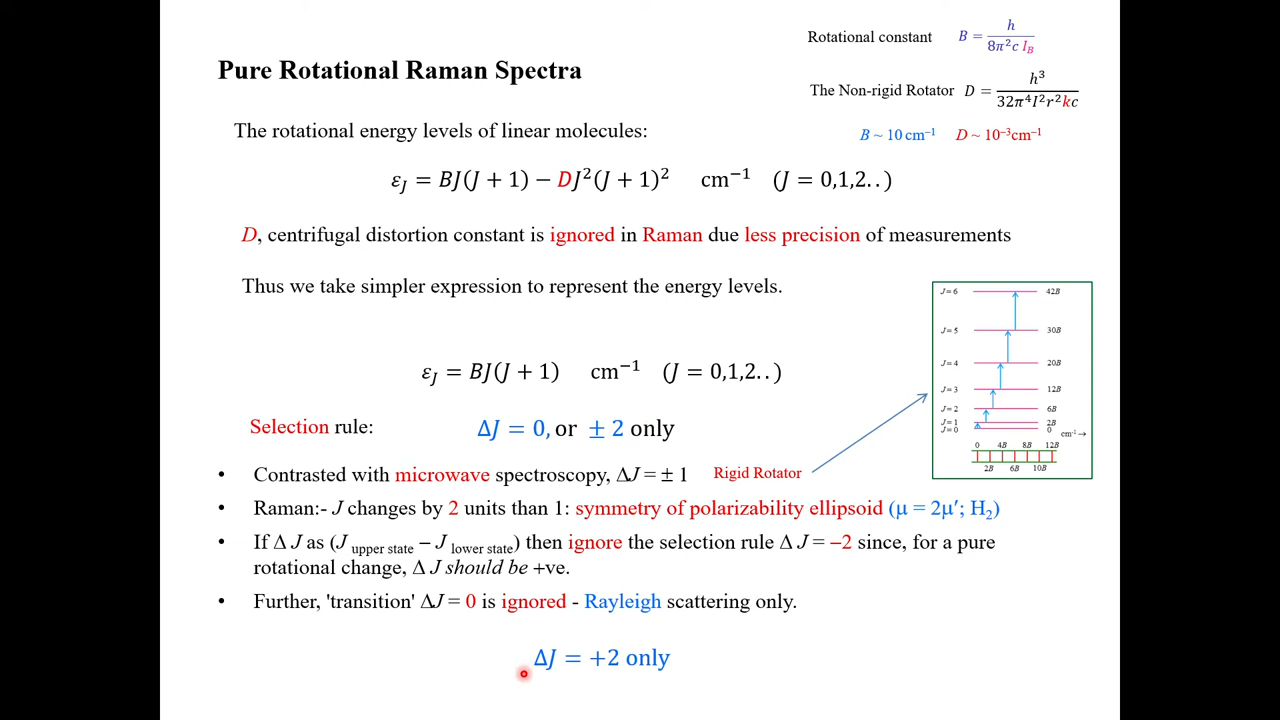 Rotational constant B = h / 8π²c I_B
Pure Rotational Raman Spectra
The Non-rigid Rotator D = h³ / 32π⁴I²r²kc
The rotational energy levels of linear molecules:
B ~ 10 cm⁻¹ D ~ 10⁻³cm⁻¹
ε_J = BJ(J + 1) − DJ²(J + 1)² cm⁻¹ (J = 0,1,2..)
D, centrifugal distortion constant is ignored in Raman due less precision of measurements
Thus we take simpler expression to represent the energy levels.
ε_J = BJ(J + 1) cm⁻¹ (J = 0,1,2..)
Selection rule: ΔJ = 0, or ± 2 only
• Contrasted with microwave spectroscopy, ΔJ = ± 1 Rigid Rotator
• Raman:- J changes by 2 units than 1: symmetry of polarizability ellipsoid (μ = 2μ′; H₂)
• If Δ J as (J upper state − J lower state) then ignore the selection rule Δ J = −2 since, for a pure
rotational change, Δ J should be +ve.
• Further, 'transition' ΔJ = 0 is ignored - Rayleigh scattering only.
ΔJ = +2 only
J = 6 42B
J = 5 30B
J = 4 20B
J = 3 12B
J = 2 6B
J = 1 2B
J = 0 0
cm⁻¹ →
0 4B 8B 12B
2B 6B 10B